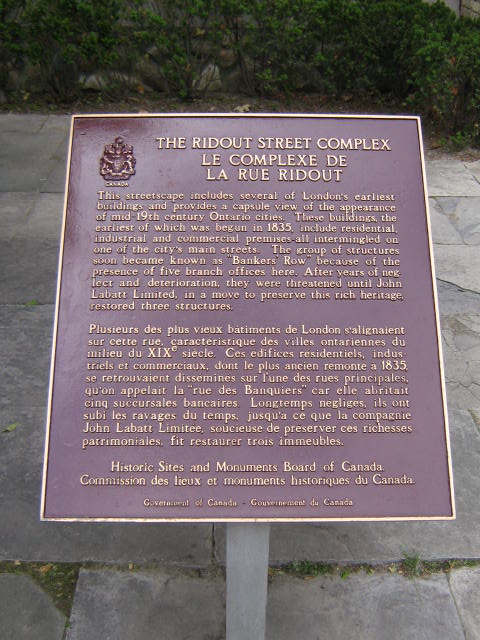 CANADA
THE RIDOUT STREET COMPLEX
LE COMPLEXE DE
LA RUE RIDOUT
This streetscape includes several of London's earliest
buildings and provides a capsule view of the appearance
of mid-19th century Ontario cities. These buildings, the
earliest of which was begun in 1835, include residential,
industrial and commercial premises-all intermingled on
one of the city's main streets. The group of structures
soon became known as "Bankers' Row" because of the
presence of five branch offices here. After years of neg-
lect and deterioration, they were threatened until John
Labatt Limited, in a move to preserve this rich heritage,
restored three structures.
Plusieurs des plus vieux bâtiments de London s'alignaient
sur cette rue, caractéristique des villes ontariennes du
milieu du XIXe siècle. Ces édifices residentiels, indus-
triels et commerciaux, dont le plus ancien remonte à 1835,
se retrouvaient disséminés sur l'une des rues principales,
qu'on appelait la "rue des Banquiers" car elle abritait
cinq succursales bancaires. Longtemps négligés, ils ont
subi les ravages du temps, jusqu'à ce que la compagnie
John Labatt Limitée, soucieuse de préserver ces richesses
patrimoniales, fit restaurer trois immeubles.
Historic Sites and Monuments Board of Canada.
Commission des lieux et monuments historiques du Canada.
Government of Canada - Gouvernement du Canada